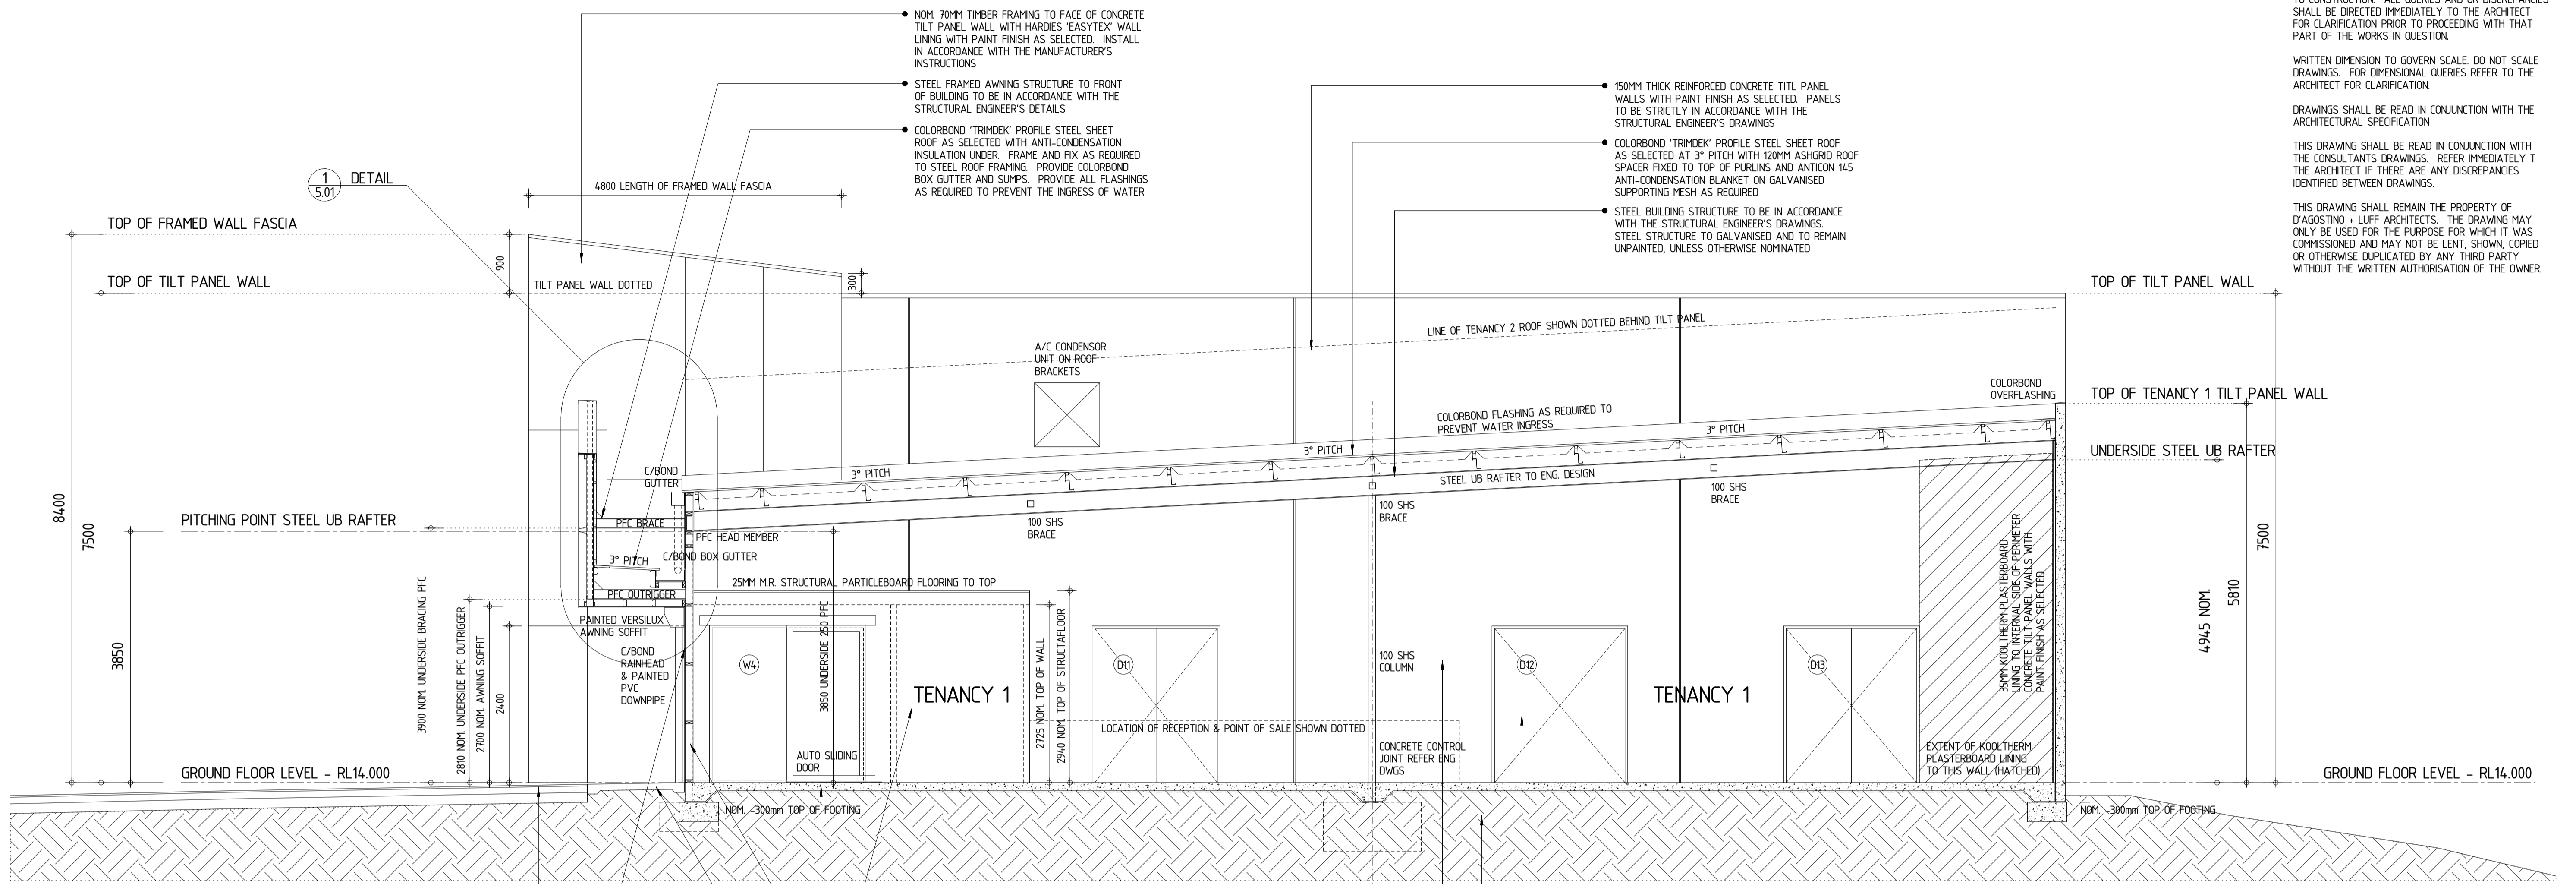 NOM. 70MM TIMBER FRAMING TO FACE OF CONCRETE
TILT PANEL WALL WITH HARDIES 'EASYTEX' WALL
LINING WITH PAINT FINISH AS SELECTED. INSTALL
IN ACCORDANCE WITH THE MANUFACTURER'S
INSTRUCTIONS
STEEL FRAMED AWNING STRUCTURE TO FRONT
OF BUILDING TO BE IN ACCORDANCE WITH THE
STRUCTURAL ENGINEER'S DETAILS
COLORBOND 'TRIMDEK' PROFILE STEEL SHEET
ROOF AS SELECTED WITH ANTI-CONDENSATION
INSULATION UNDER. FRAME AND FIX AS REQUIRED
TO STEEL ROOF FRAMING. PROVIDE COLORBOND
BOX GUTTER AND SUMPS. PROVIDE ALL FLASHINGS
AS REQUIRED TO PREVENT THE INGRESS OF WATER
150MM THICK REINFORCED CONCRETE TITL PANEL
WALLS WITH PAINT FINISH AS SELECTED. PANELS
TO BE STRICTLY IN ACCORDANCE WITH THE
STRUCTURAL ENGINEER'S DRAWINGS
COLORBOND 'TRIMDEK' PROFILE STEEL SHEET ROOF
AS SELECTED AT 3° PITCH WITH 120MM ASHGRID ROOF
SPACER FIXED TO TOP OF PURLINS AND ANTICON 145
ANTI-CONDENSATION BLANKET ON GALVANISED
SUPPORTING MESH AS REQUIRED
STEEL BUILDING STRUCTURE TO BE IN ACCORDANCE
WITH THE STRUCTURAL ENGINEER'S DRAWINGS.
STEEL STRUCTURE TO GALVANISED AND TO REMAIN
UNPAINTED, UNLESS OTHERWISE NOMINATED
TO CONSTRUCTION. ALL QUERIES AND OR DISCREPANCIES
SHALL BE DIRECTED IMMEDIATELY TO THE ARCHITECT
FOR CLARIFICATION PRIOR TO PROCEEDING WITH THAT
PART OF THE WORKS IN QUESTION.
WRITTEN DIMENSION TO GOVERN SCALE. DO NOT SCALE
DRAWINGS. FOR DIMENSIONAL QUERIES REFER TO THE
ARCHITECT FOR CLARIFICATION.
DRAWINGS SHALL BE READ IN CONJUNCTION WITH THE
ARCHITECTURAL SPECIFICATION
THIS DRAWING SHALL BE READ IN CONJUNCTION WITH
THE CONSULTANTS DRAWINGS. REFER IMMEDIATELY T
THE ARCHITECT IF THERE ARE ANY DISCREPANCIES
IDENTIFIED BETWEEN DRAWINGS.
THIS DRAWING SHALL REMAIN THE PROPERTY OF
D'AGOSTINO + LUFF ARCHITECTS. THE DRAWING MAY
ONLY BE USED FOR THE PURPOSE FOR WHICH IT WAS
COMMISSIONED AND MAY NOT BE LENT, SHOWN, COPIED
OR OTHERWISE DUPLICATED BY ANY THIRD PARTY
WITHOUT THE WRITTEN AUTHORISATION OF THE OWNER.
1
5.01
DETAIL
4800 LENGTH OF FRAMED WALL FASCIA
TOP OF FRAMED WALL FASCIA
900
300
TOP OF TILT PANEL WALL
TILT PANEL WALL DOTTED
TOP OF TILT PANEL WALL
LINE OF TENANCY 2 ROOF SHOWN DOTTED BEHIND TILT PANEL
A/C CONDENSOR
UNIT ON ROOF
BRACKETS
COLORBOND
OVERFLASHING
TOP OF TENANCY 1 TILT PANEL WALL
COLORBOND FLASHING AS REQUIRED TO
PREVENT WATER INGRESS
3° PITCH
3° PITCH
3° PITCH
UNDERSIDE STEEL UB RAFTER
STEEL UB RAFTER TO ENG. DESIGN
C/BOND
GUTTER
100 SHS
BRACE
100 SHS
BRACE
100 SHS
BRACE
PITCHING POINT STEEL UB RAFTER
PFC BRACE
PFC HEAD MEMBER
3° PITCH
C/BOND BOX GUTTER
PFC OUTRIGGER
25MM M.R. STRUCTURAL PARTICLEBOARD FLOORING TO TOP
PAINTED VERSILUX
AWNING SOFFIT
C/BOND
RAINHEAD
& PAINTED
PVC
DOWNPIPE
8400
7500
3850
3900 NOM. UNDERSIDE BRACING PFC
2810 NOM. UNDERSIDE PFC OUTRIGGER
2700 NOM. AWNING SOFFIT
2400
W4
3850 UNDERSIDE 250 PFC
TENANCY 1
2725 NOM. TOP OF WALL
2940 NOM. TOP OF STRUCTAFLOOR
D11
100 SHS
COLUMN
D12
TENANCY 1
D13
35MM KOOLTHERM PLASTERBOARD
LINING TO INTERNAL SIDE OF PERIMETER
CONCRETE TILT PANEL WALLS WITH
PAINT FINISH AS SELECTED
4945 NOM.
5810
7500
LOCATION OF RECEPTION & POINT OF SALE SHOWN DOTTED
AUTO SLIDING
DOOR
CONCRETE CONTROL
JOINT REFER ENG.
DWGS
EXTENT OF KOOLTHERM
PLASTERBOARD LINING
TO THIS WALL (HATCHED)
GROUND FLOOR LEVEL - RL14.000
GROUND FLOOR LEVEL - RL14.000
NOM. -300mm TOP OF FOOTING
NOM. -300mm TOP OF FOOTING